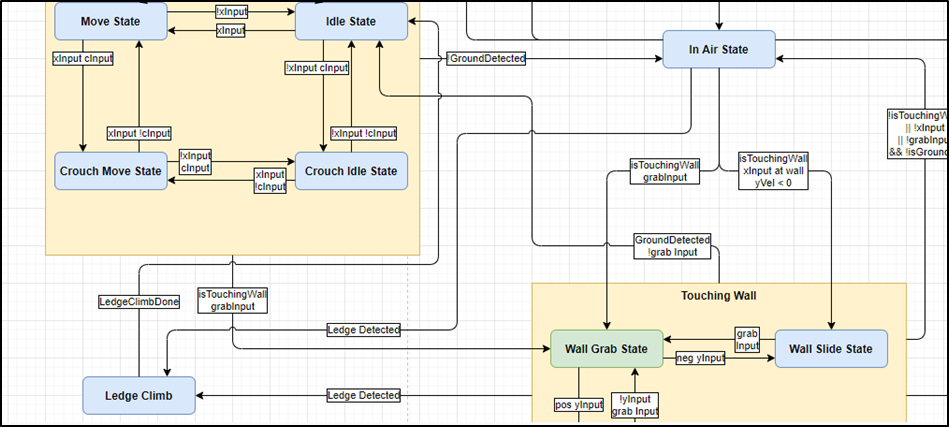 Move State
!xInput
xInput
Idle State
In Air State
xInput cInput
!xInput cInput
!GroundDetected
xInput !cInput
!xInput !cInput
!isTouchingW
|| !xInput
|| !grabInpu
&& !isGroun
Crouch Move State
!xInput
cInput
xInput
!cInput
Crouch Idle State
isTouchingWall
grabInput
isTouchingWall
xInput at wall
yVel < 0
GroundDetected
!grab Input
LedgeClimbDone
isTouchingWall
grabInput
Touching Wall
Ledge Detected
Wall Grab State
grab
Input
neg yInput
Wall Slide State
Ledge Climb
Ledge Detected
pos yInput
!yInput
grab Input